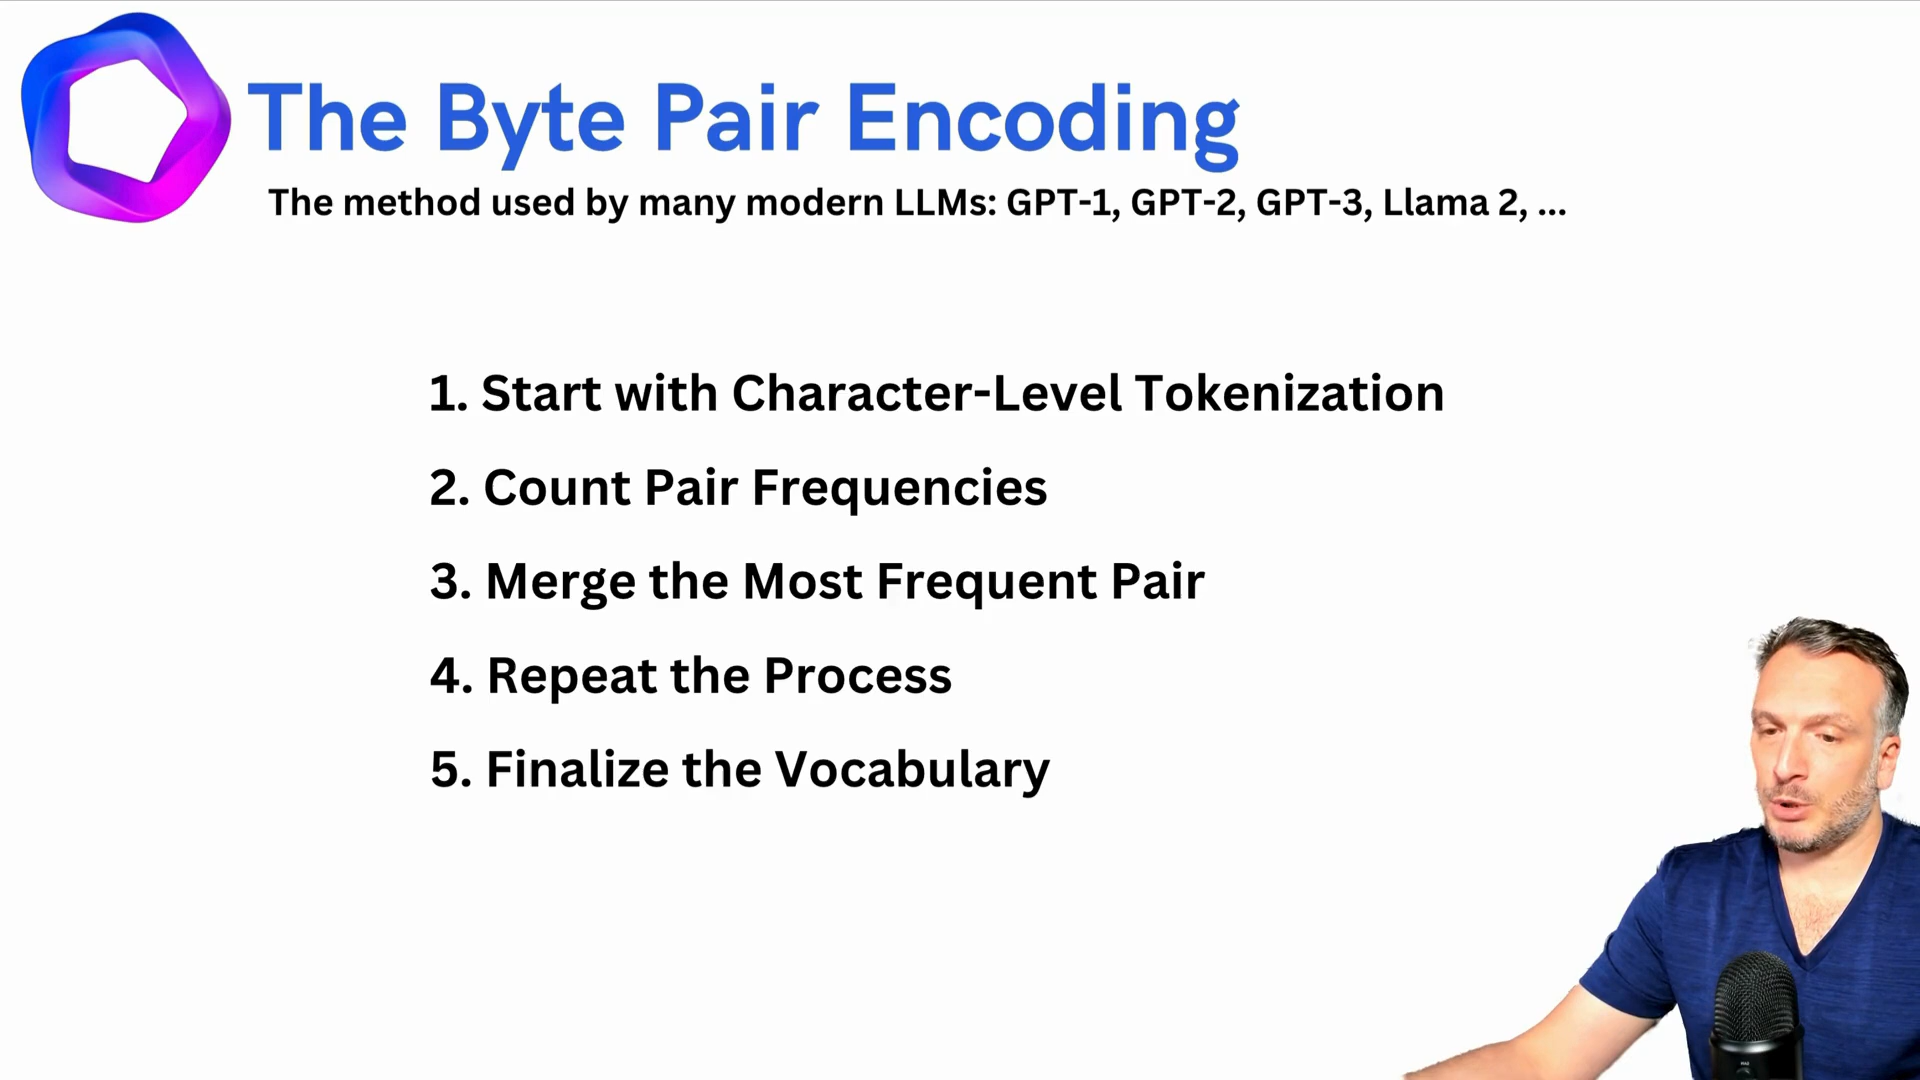 The Byte Pair Encoding
The method used by many modern LLMs: GPT-1, GPT-2, GPT-3, Llama 2, ...
1. Start with Character-Level Tokenization
2. Count Pair Frequencies
3. Merge the Most Frequent Pair
4. Repeat the Process
5. Finalize the Vocabulary